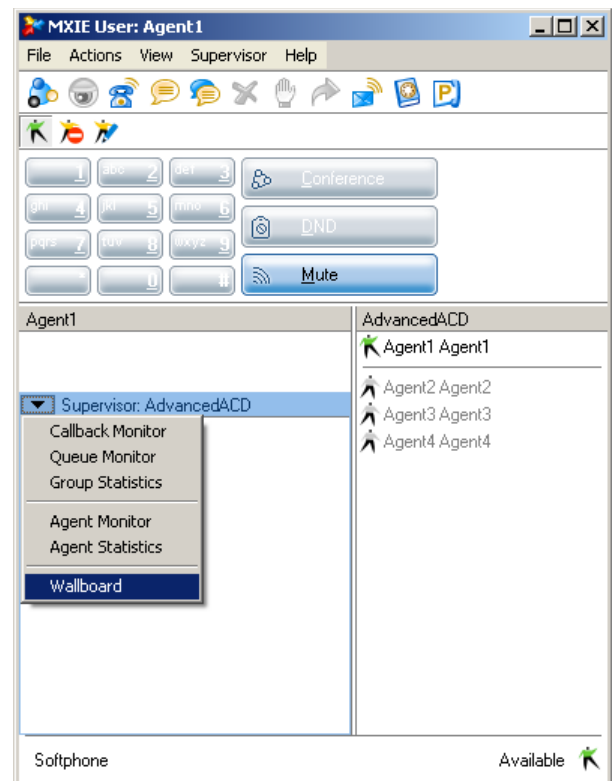 MXIE User: Agent1
File Actions View Supervisor Help
1 abc 2 def 3
Conference
ghi 4 jkl 5 mno 6
DND
pqrs 7 tuv 8 wxyz 9
* 0 #
Mute
Agent1
AdvancedACD
Agent1 Agent1
Agent2 Agent2
Agent3 Agent3
Agent4 Agent4
Supervisor: AdvancedACD
Callback Monitor
Queue Monitor
Group Statistics
Agent Monitor
Agent Statistics
Wallboard
Softphone
Available